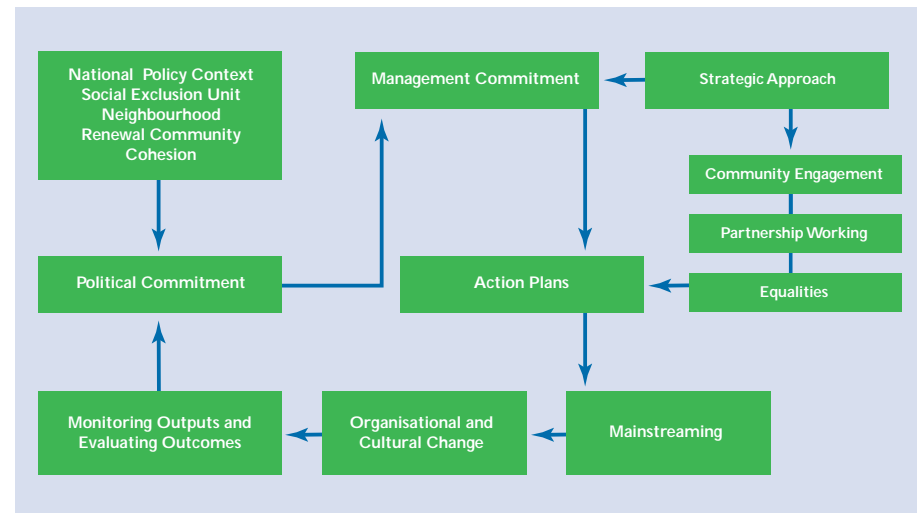 National Policy Context
Social Exclusion Unit
Neighbourhood
Renewal Community
Cohesion
Management Commitment
Strategic Approach
Community Engagement
Partnership Working
Political Commitment
Action Plans
Equalities
Monitoring Outputs and
Evaluating Outcomes
Organisational and
Cultural Change
Mainstreaming